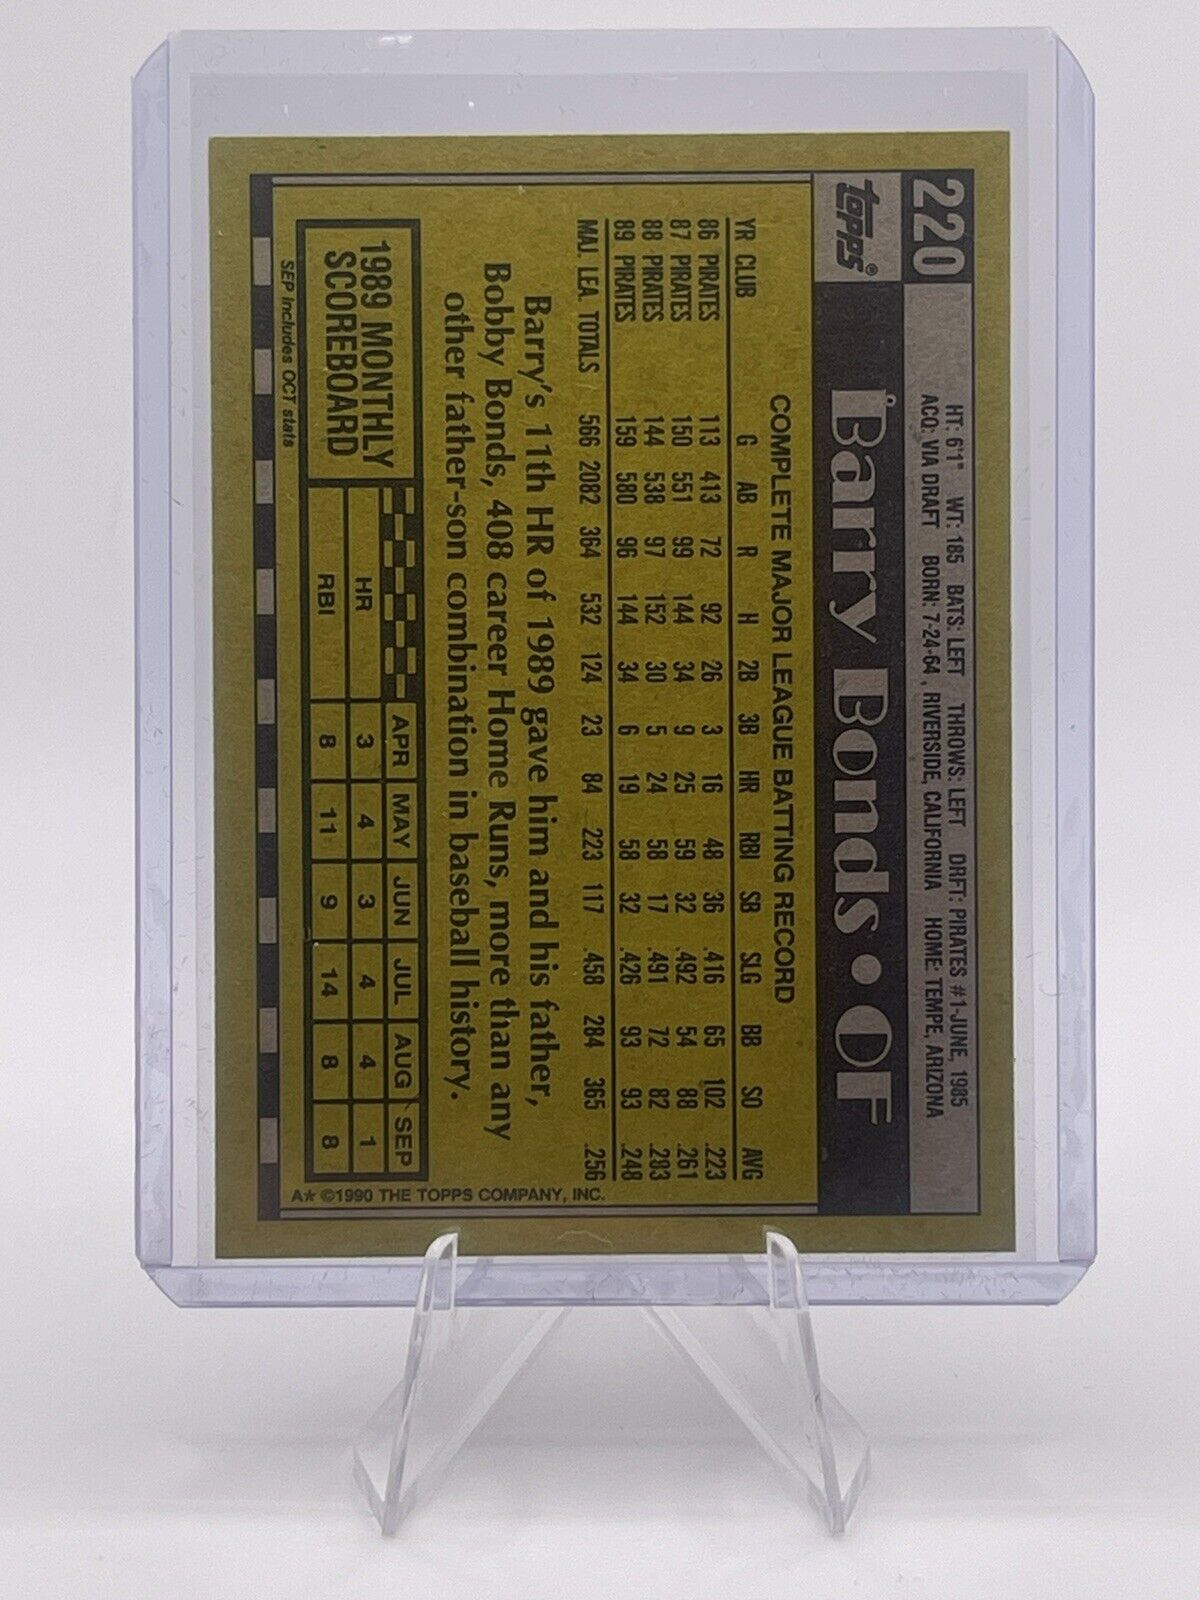 220
HT: 6'1" WT: 185 BATS: LEFT THROWS: LEFT DRFT: PIRATES #1-JUNE, 1985
ACQ: VIA DRAFT BORN: 7-24-64, RIVERSIDE, CALIFORNIA HOME: TEMPE, ARIZONA
TOPPS® Barry Bonds • OF
COMPLETE MAJOR LEAGUE BATTING RECORD
YR CLUB G AB R H 2B 3B HR RBI SB SLG BB SO AVG
86 PIRATES 113 413 72 92 26 3 16 48 36 .416 65 102 .223
87 PIRATES 150 551 99 144 34 9 25 59 32 .492 54 88 .261
88 PIRATES 144 538 97 152 30 5 24 58 17 .491 72 82 .283
89 PIRATES 159 580 96 144 34 6 19 58 32 .426 93 93 .248
MAJ. LEA. TOTALS 566 2082 364 532 124 23 84 223 117 .458 284 365 .256
Barry's 11th HR of 1989 gave him and his father,
Bobby Bonds, 408 career Home Runs, more than any
other father-son combination in baseball history.
1989 MONTHLY
SCOREBOARD
APR MAY JUN JUL AUG SEP
HR 3 4 3 4 4 1
RBI 8 11 9 14 8 8
SEP includes OCT stats
A* ©1990 THE TOPPS COMPANY, INC.